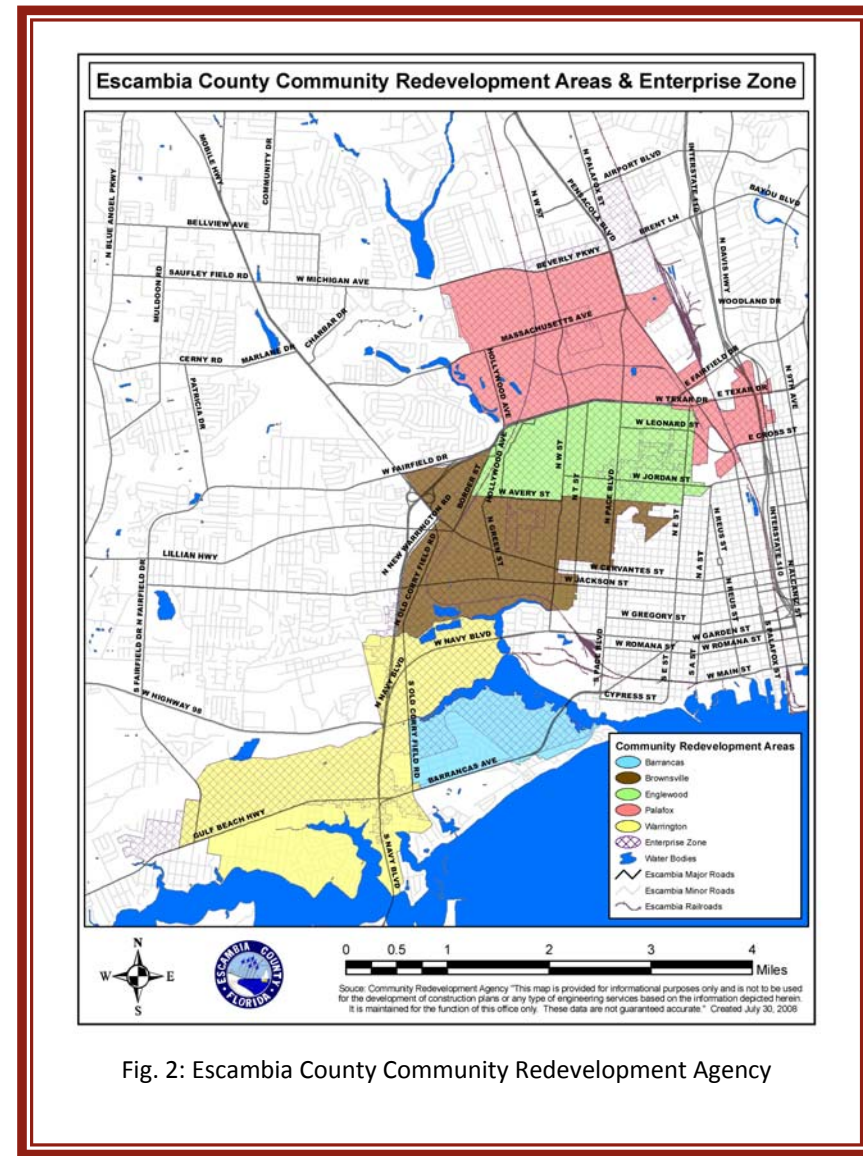 Escambia County Community Redevelopment Areas & Enterprise Zone
N BLUE ANGEL PKWY
MOBILE HWY
COMMUNITY DR
N W ST
N PALAFOX ST
PENSACOLA BLVD
AIRPORT BLVD
INTERSTATE 110
BAYOU BLVD
BELLVIEW AVE
BRENT LN
N DAVIS HWY
BEVERLY PKWY
SAUFLEY FIELD RD
W MICHIGAN AVE
MULDOON RD
WOODLAND DR
MASSACHUSETTS AVE
CHARBAR DR
MARLANE DR
CERNY RD
HOLLYWOOD AVE
E FAIRFIELD DR
N 9TH AVE
PATRICIA DR
W TEXAR DR
E TEXAR DR
W LEONARD ST
E CROSS ST
W FAIRFIELD DR
BORDER ST
HOLLYWOOD AVE
N W ST
N T ST
N PACE BLVD
W JORDAN ST
W AVERY ST
N NEW WARRINGTON RD
N GREEN ST
N E ST
N REUS ST
INTERSTATE 110
LILLIAN HWY
N OLD CORRY FIELD RD
W CERVANTES ST
W JACKSON ST
N A ST
N REUS ST
N ALCANIZ ST
S FAIRFIELD DR
N FAIRFIELD DR
W GREGORY ST
W GARDEN ST
W NAVY BLVD
W ROMANA ST
W ROMANA ST
S PALAFOX ST
S PACE BLVD
S E ST
S A ST
W MAIN ST
W HIGHWAY 98
N NAVY BLVD
S OLD CORRY FIELD RD
CYPRESS ST
BARRANCAS AVE
GULF BEACH HWY
S NAVY BLVD
Community Redevelopment Areas
Barrancas
Brownsville
Englewood
Palafox
Warrington
Enterprise Zone
Water Bodies
Escambia Major Roads
Escambia Minor Roads
Escambia Railroads
N
W E
S
ESCAMBIA COUNTY
FLORIDA
0 0.5 1 2 3 4
Miles
Souce: Community Redevelopment Agency "This map is provided for informational purposes only and is not to be used
for the development of construction plans or any type of engineering services based on the information depicted herein.
It is maintained for the function of this office only. These data are not guaranteed accurate." Created July 30, 2008
Fig. 2: Escambia County Community Redevelopment Agency